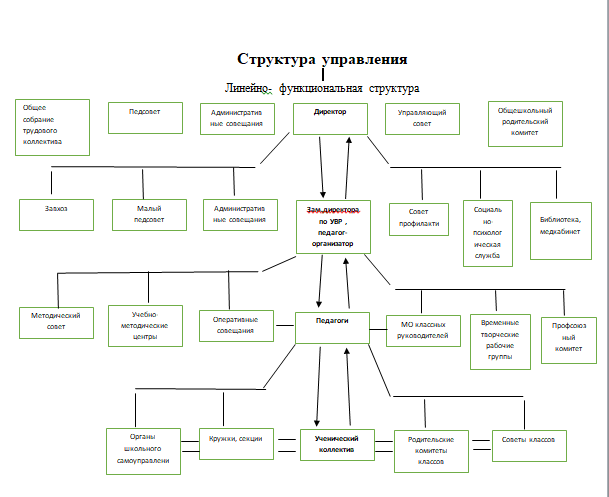 Структура управления
Линейно- функциональная структура
Общее
собрание
трудового
коллектива
Педсовет
Административ
ные совещания
Директор
Управляющий
совет
Общешкольный
родительский
комитет
Завхоз
Малый
педсовет
Административ
ные совещания
Зам.директора
по УВР ,
педагог-
организатор
Совет
профилакти
Социаль
но-
психолог
ическая
служба
Библиотека,
медкабинет
Методический
совет
Учебно-
методические
центры
Оперативные
совещания
Педагоги
МО классных
руководителей
Временные
творческие
рабочие
группы
Профсоюз
ный
комитет
Органы
школьного
самоуправлени
Кружки, секции
Ученический
коллектив
Родительские
комитеты
классов
Советы классов